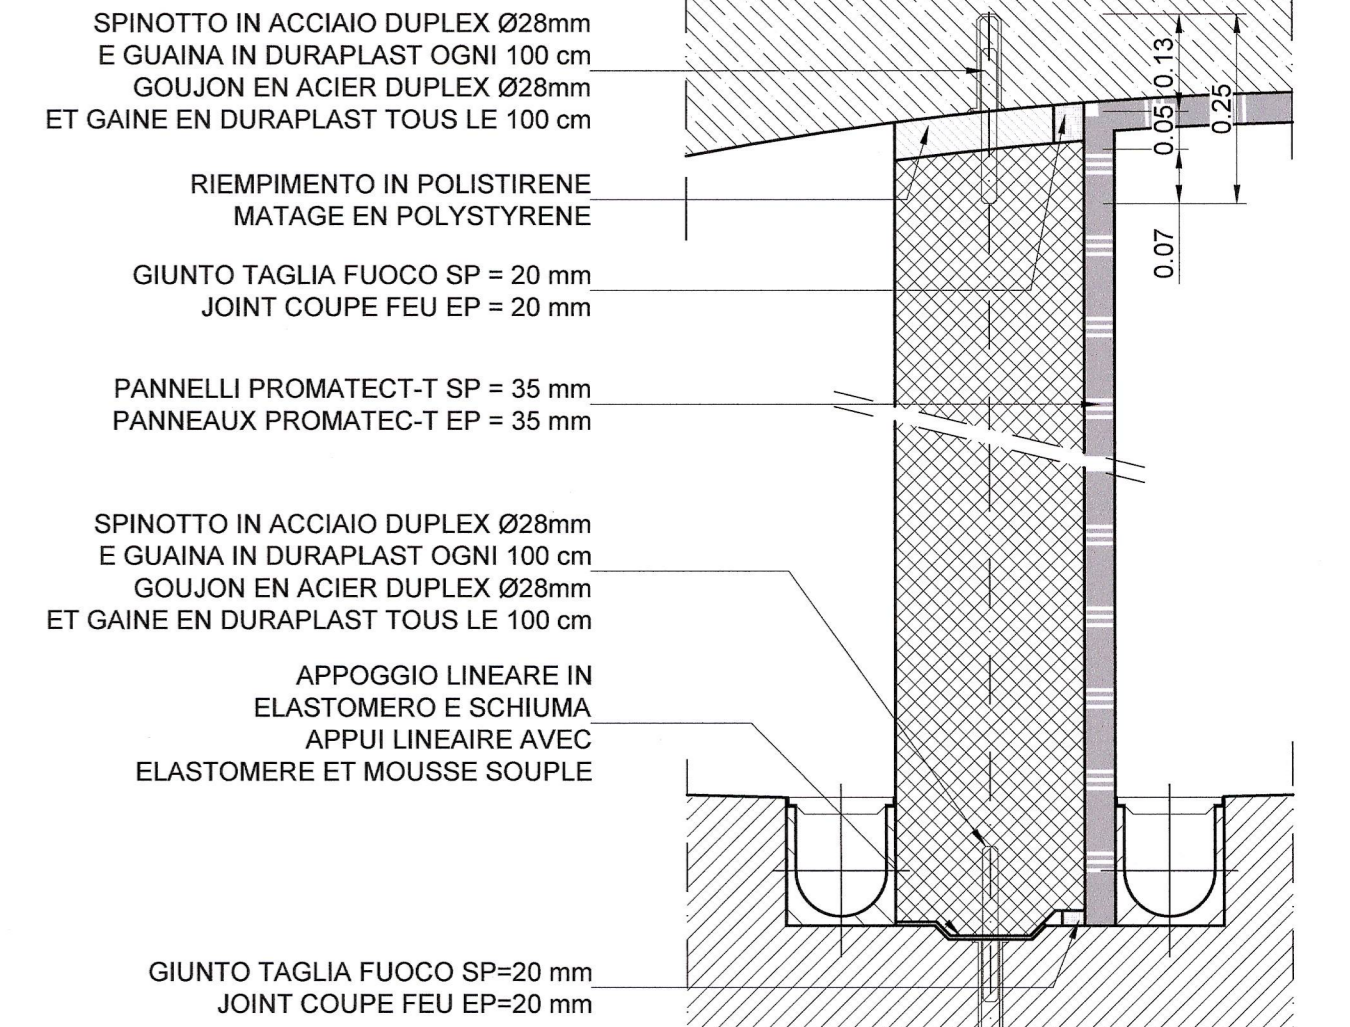 SPINOTTO IN ACCIAIO DUPLEX Ø28mm
E GUAINA IN DURAPLAST OGNI 100 cm
GOUJON EN ACIER DUPLEX Ø28mm
ET GAINE EN DURAPLAST TOUS LE 100 cm
RIEMPIMENTO IN POLISTIRENE
MATAGE EN POLYSTYRENE
GIUNTO TAGLIA FUOCO SP = 20 mm
JOINT COUPE FEU EP = 20 mm
PANNELLI PROMATECT-T SP = 35 mm
PANNEAUX PROMATEC-T EP = 35 mm
SPINOTTO IN ACCIAIO DUPLEX Ø28mm
E GUAINA IN DURAPLAST OGNI 100 cm
GOUJON EN ACIER DUPLEX Ø28mm
ET GAINE EN DURAPLAST TOUS LE 100 cm
APPOGGIO LINEARE IN
ELASTOMERO E SCHIUMA
APPUI LINEAIRE AVEC
ELASTOMERE ET MOUSSE SOUPLE
GIUNTO TAGLIA FUOCO SP=20 mm
JOINT COUPE FEU EP=20 mm
0.13
0.05
0.25
0.07